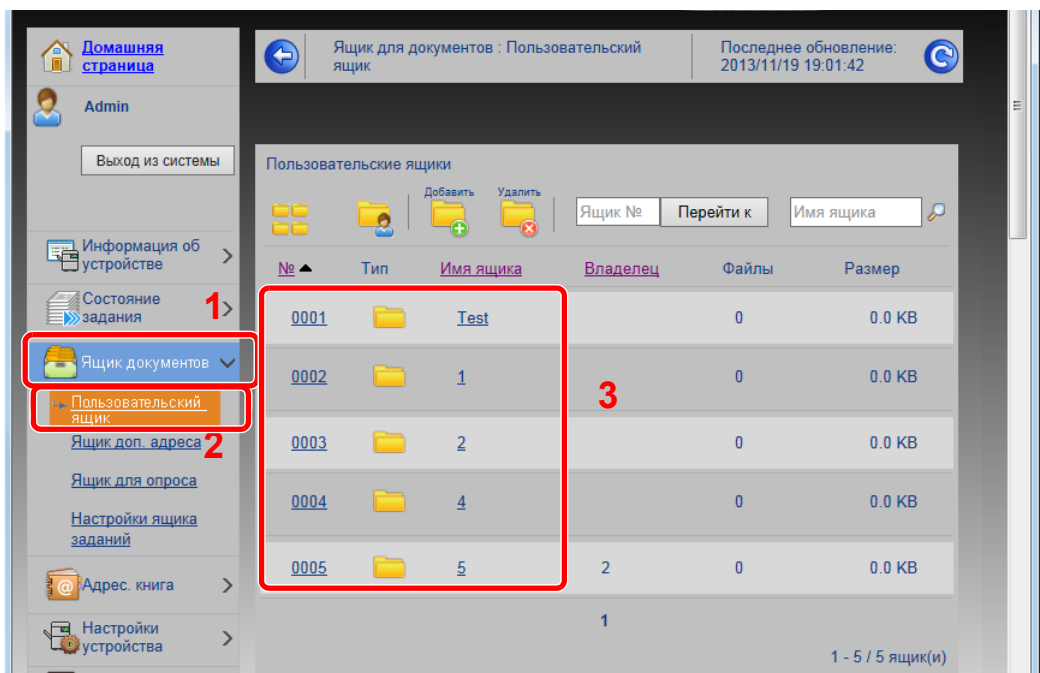 Домашняя
страница
Admin
Выход из системы
Информация об
устройстве
Состояние
задания
1
Ящик документов
Пользовательский
ящик
2
Ящик доп. адреса
Ящик для опроса
Настройки ящика
заданий
Адрес. книга
Настройки
устройства
Ящик для документов : Пользовательский
ящик
Последнее обновление:
2013/11/19 19:01:42
Пользовательские ящики
Добавить Удалить
Ящик № Перейти к Имя ящика
№ Тип Имя ящика Владелец Файлы Размер
0001 Test 0 0.0 KB
0002 1 0 0.0 KB
3
0003 2 0 0.0 KB
0004 4 0 0.0 KB
0005 5 2 0 0.0 KB
1
1 - 5 / 5 ящик(и)